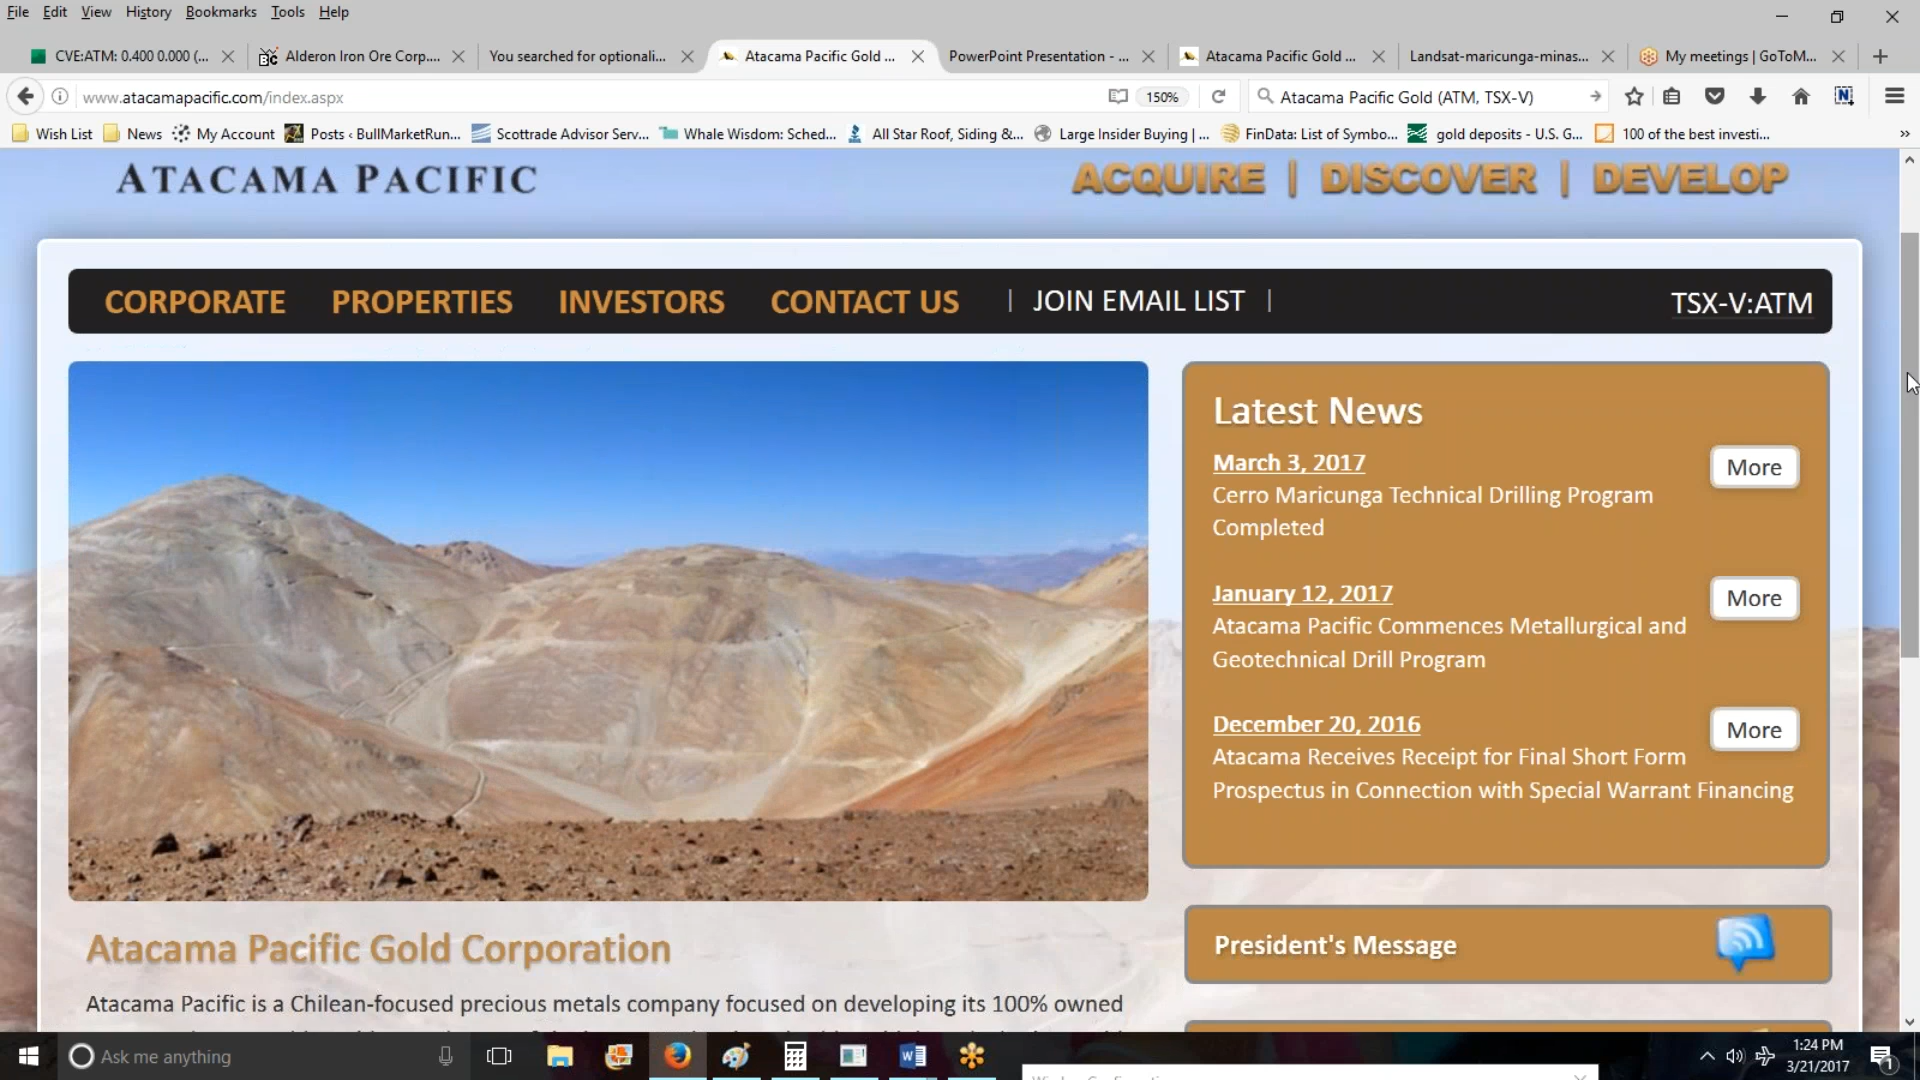 File Edit View History Bookmarks Tools Help
CVE:ATM: 0.400 0.000 (...
Alderon Iron Ore Corp....
You searched for optionali...
Atacama Pacific Gold ...
PowerPoint Presentation - ...
Atacama Pacific Gold ...
Landsat-maricunga-minas...
My meetings | GoToM...
www.atacamapacific.com/index.aspx
150%
Atacama Pacific Gold (ATM, TSX-V)
Wish List
News
My Account
Posts ‹ BullMarketRun...
Scottrade Advisor Serv...
Whale Wisdom: Sched...
All Star Roof, Siding &...
Large Insider Buying | ...
FinData: List of Symbo...
gold deposits - U.S. G...
100 of the best investi...
ATACAMA PACIFIC
ACQUIRE | DISCOVER | DEVELOP
CORPORATE PROPERTIES INVESTORS CONTACT US | JOIN EMAIL LIST |
TSX-V:ATM
Latest News
March 3, 2017
More
Cerro Maricunga Technical Drilling Program
Completed
January 12, 2017
More
Atacama Pacific Commences Metallurgical and
Geotechnical Drill Program
December 20, 2016
More
Atacama Receives Receipt for Final Short Form
Prospectus in Connection with Special Warrant Financing
President's Message
Atacama Pacific Gold Corporation
Atacama Pacific is a Chilean-focused precious metals company focused on developing its 100% owned
Ask me anything
1:24 PM
3/21/2017
1